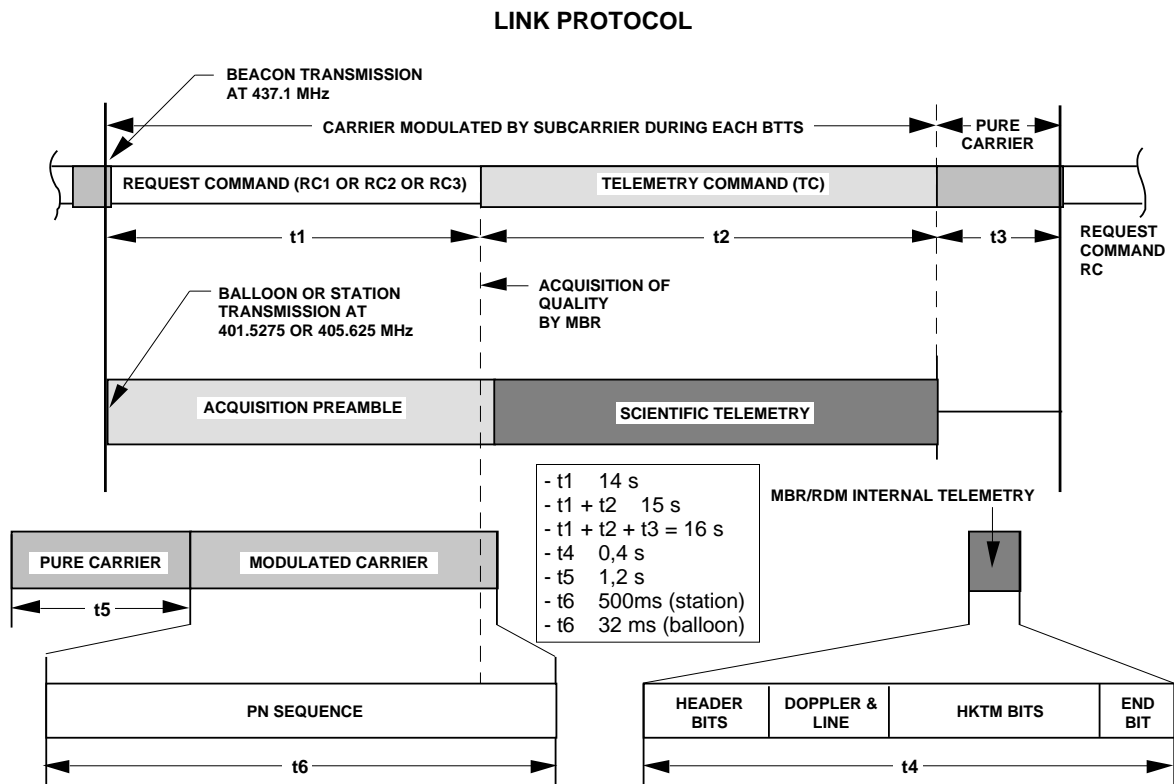 LINK PROTOCOL
BEACON TRANSMISSION
AT 437.1 MHz
CARRIER MODULATED BY SUBCARRIER DURING EACH BTTS
PURE
CARRIER
REQUEST COMMAND (RC1 OR RC2 OR RC3)
TELEMETRY COMMAND (TC)
t1
t2
t3
REQUEST
COMMAND
RC
BALLOON OR STATION
TRANSMISSION AT
401.5275 OR 405.625 MHz
ACQUISITION OF
QUALITY
BY MBR
ACQUISITION PREAMBLE
SCIENTIFIC TELEMETRY
- t1 14 s
- t1 + t2 15 s
- t1 + t2 + t3 = 16 s
- t4 0,4 s
- t5 1,2 s
- t6 500ms (station)
- t6 32 ms (balloon)
MBR/RDM INTERNAL TELEMETRY
PURE CARRIER
MODULATED CARRIER
t5
PN SEQUENCE
t6
HEADER
BITS
DOPPLER &
LINE
HKTM BITS
END
BIT
t4